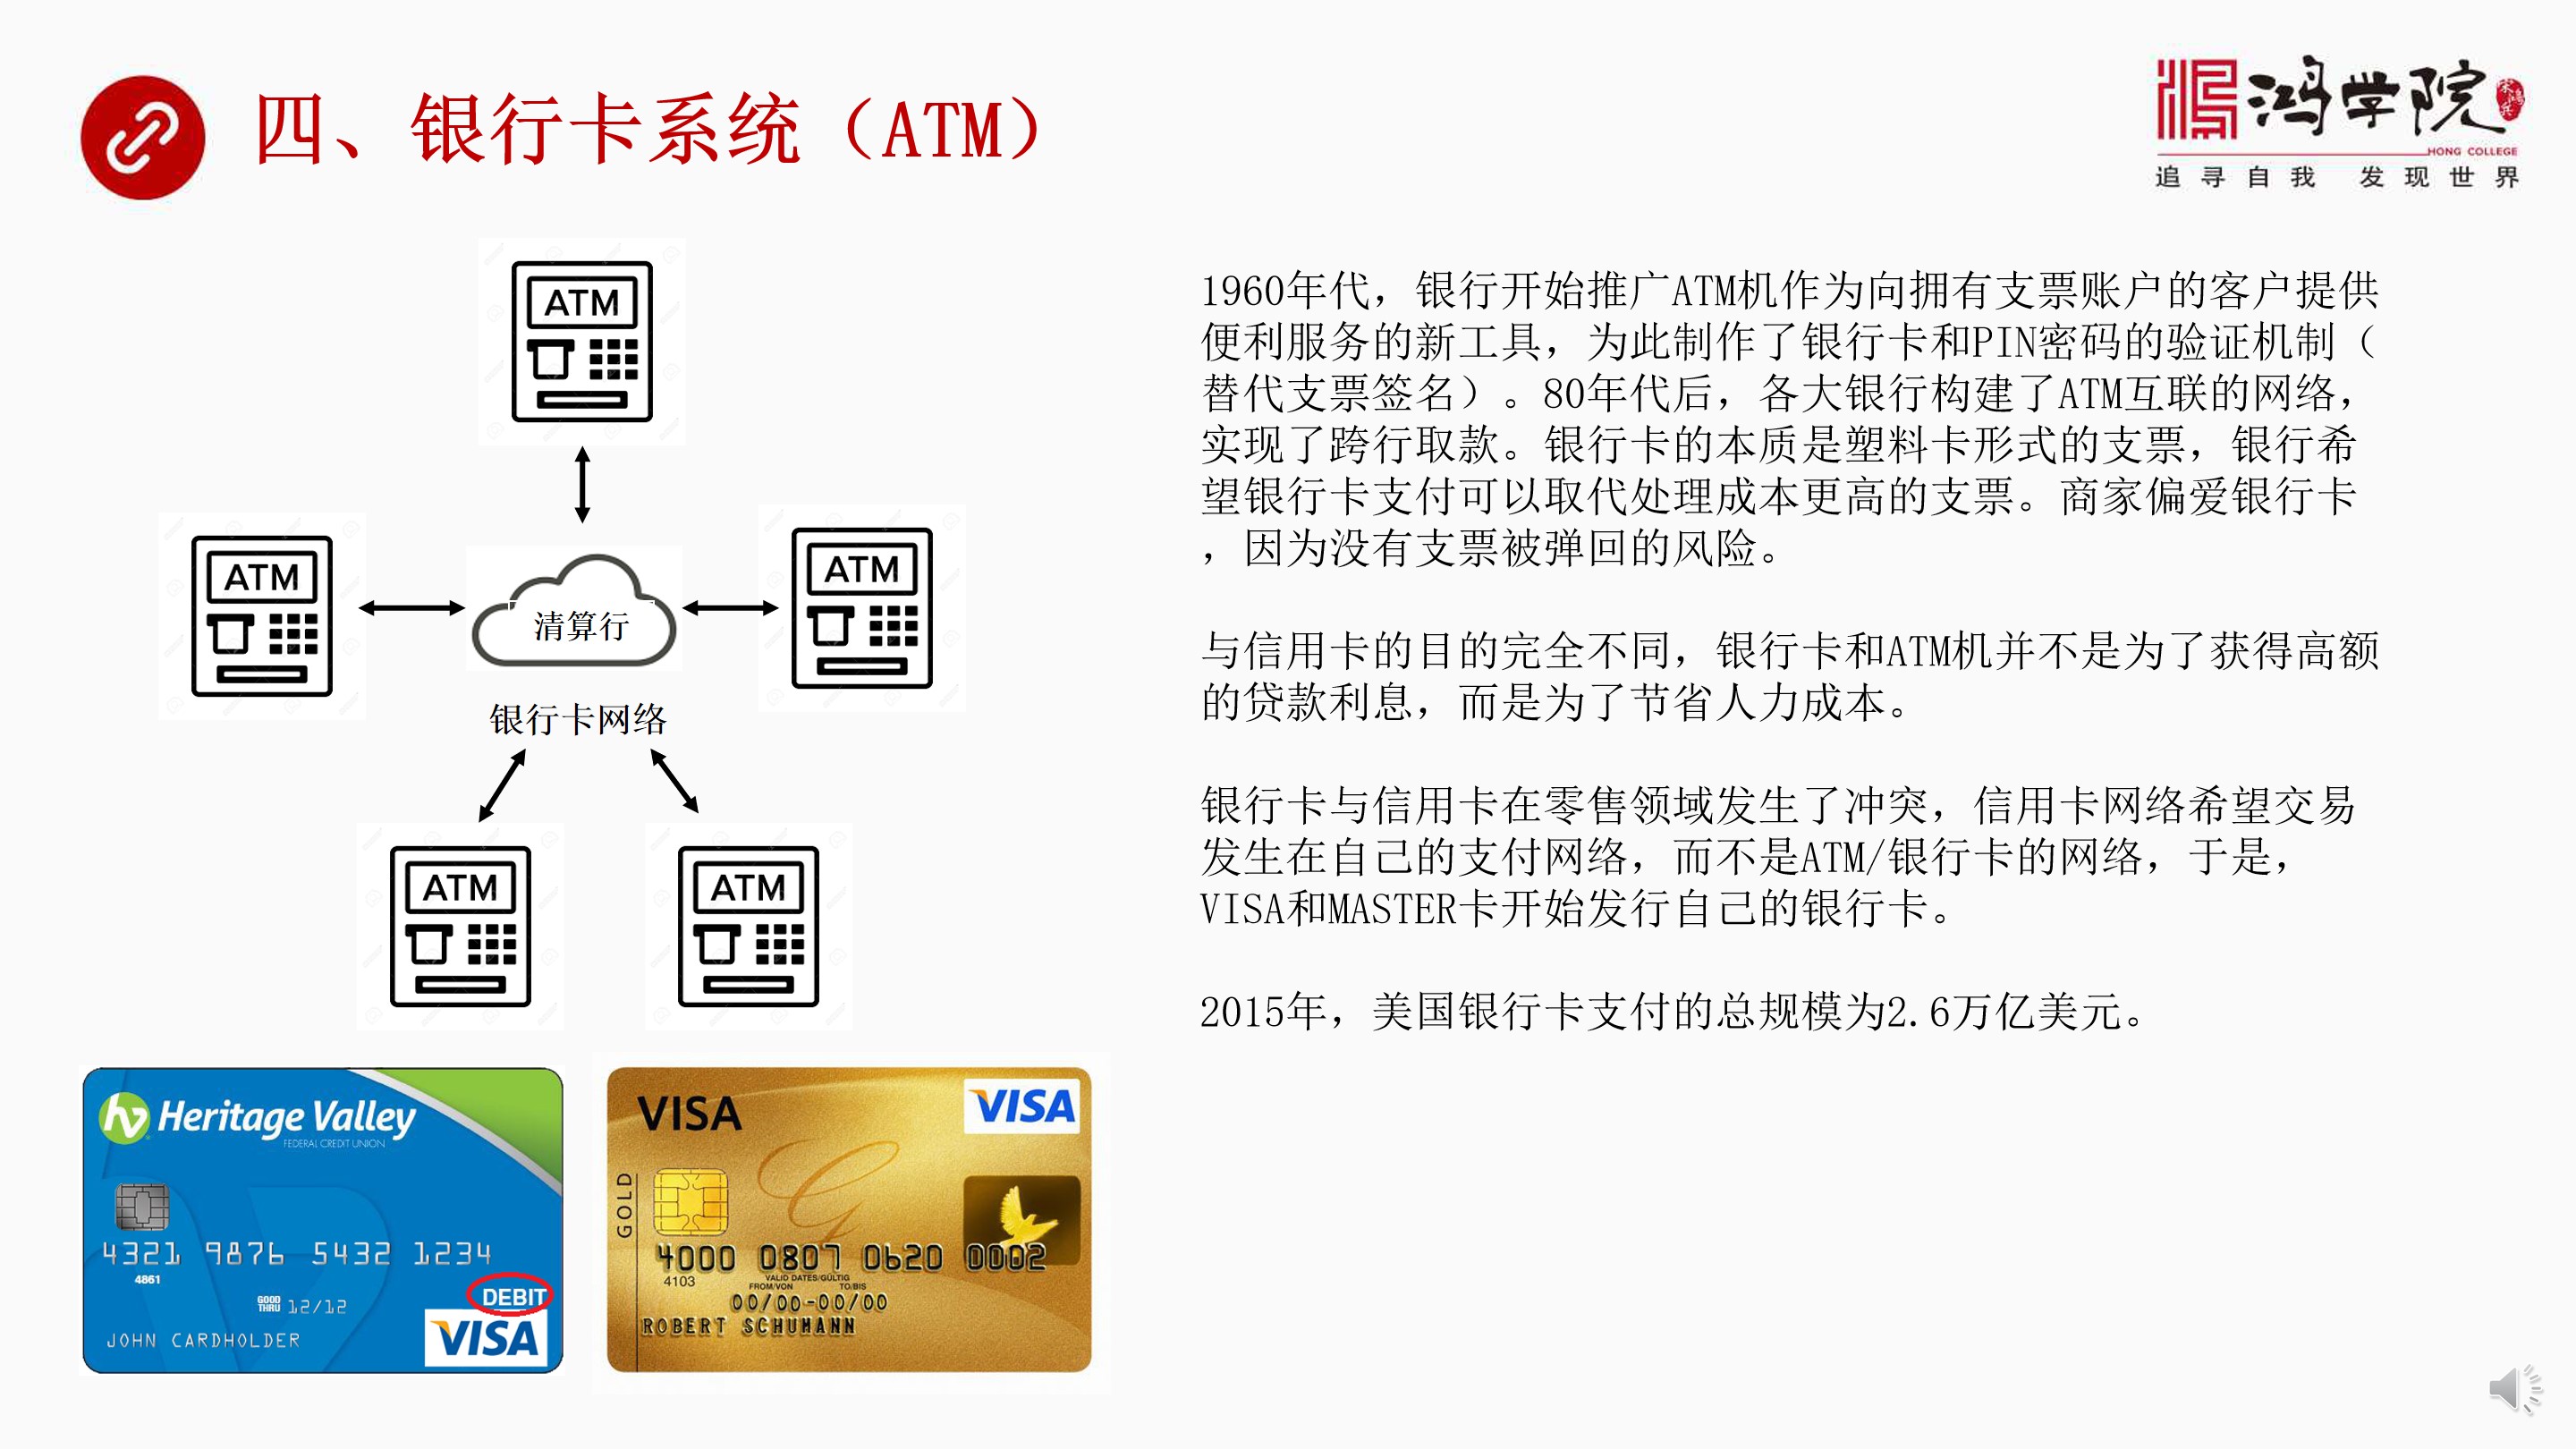 四、银行卡系统（ATM）
鸿学院
HONG COLLEGE
追寻自我 发现世界
ATM
ATM
ATM
清算行
银行卡网络
ATM
ATM
1960年代，银行开始推广ATM机作为向拥有支票账户的客户提供
便利服务的新工具，为此制作了银行卡和PIN密码的验证机制（
替代支票签名）。80年代后，各大银行构建了ATM互联的网络，
实现了跨行取款。银行卡的本质是塑料卡形式的支票，银行希
望银行卡支付可以取代处理成本更高的支票。商家偏爱银行卡
，因为没有支票被弹回的风险。
与信用卡的目的完全不同，银行卡和ATM机并不是为了获得高额
的贷款利息，而是为了节省人力成本。
银行卡与信用卡在零售领域发生了冲突，信用卡网络希望交易
发生在自己的支付网络，而不是ATM/银行卡的网络，于是，
VISA和MASTER卡开始发行自己的银行卡。
2015年，美国银行卡支付的总规模为2.6万亿美元。
Heritage Valley
FEDERAL CREDIT UNION
4321 9876 5432 1234
4861
GOOD THRU 12/12
DEBIT
JOHN CARDHOLDER
VISA
VISA
VISA
GOLD
4000 0807 0620 0002
4103
VALID DATES/GÜLTIG
FROM/VON TO/BIS
00/00-00/00
ROBERT SCHUMANN